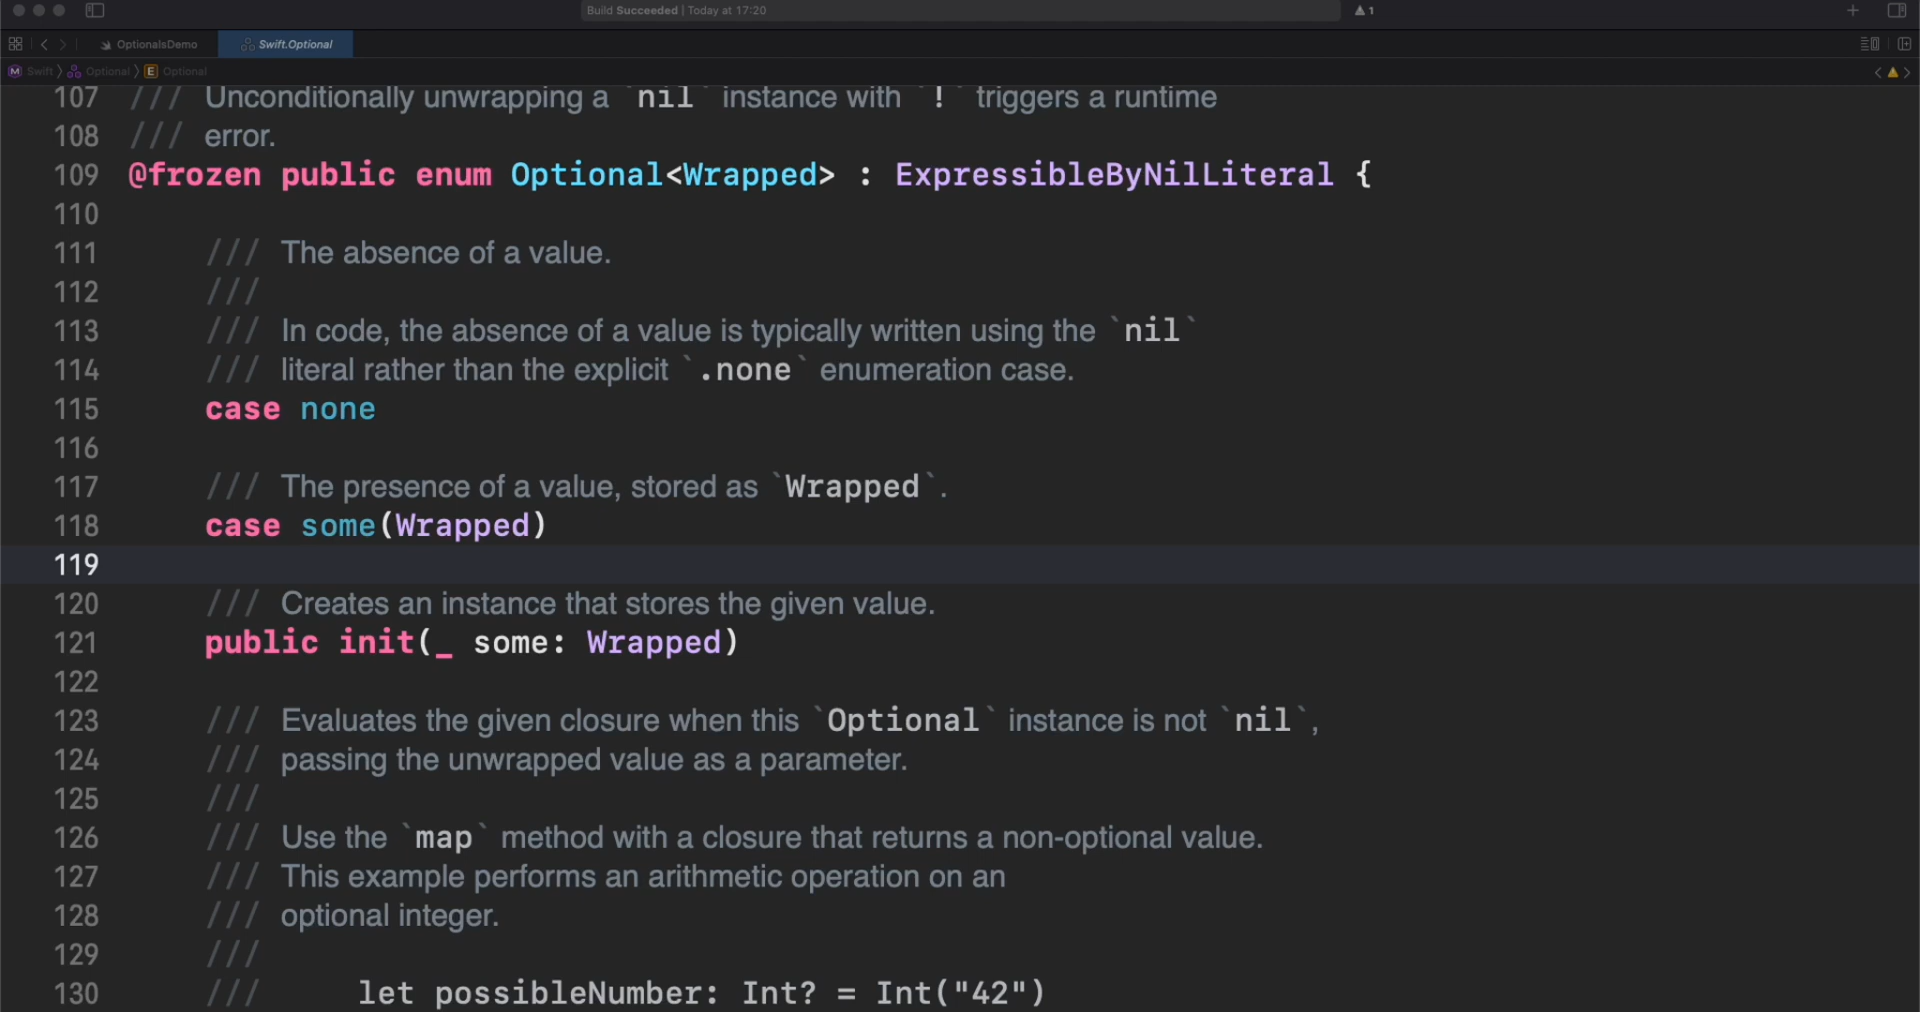 Build Succeeded | Today at 17:20
1
OptionalsDemo
Swift.Optional
Swift
Optional
E Optional
107 /// Unconditionally unwrapping a `nil` instance with `!` triggers a runtime
108 /// error.
109 @frozen public enum Optional<Wrapped> : ExpressibleByNilLiteral {
110
111 /// The absence of a value.
112 ///
113 /// In code, the absence of a value is typically written using the `nil`
114 /// literal rather than the explicit `.none` enumeration case.
115 case none
116
117 /// The presence of a value, stored as `Wrapped`.
118 case some(Wrapped)
119
120 /// Creates an instance that stores the given value.
121 public init(_ some: Wrapped)
122
123 /// Evaluates the given closure when this `Optional` instance is not `nil`,
124 /// passing the unwrapped value as a parameter.
125 ///
126 /// Use the `map` method with a closure that returns a non-optional value.
127 /// This example performs an arithmetic operation on an
128 /// optional integer.
129 ///
130 /// let possibleNumber: Int? = Int("42")